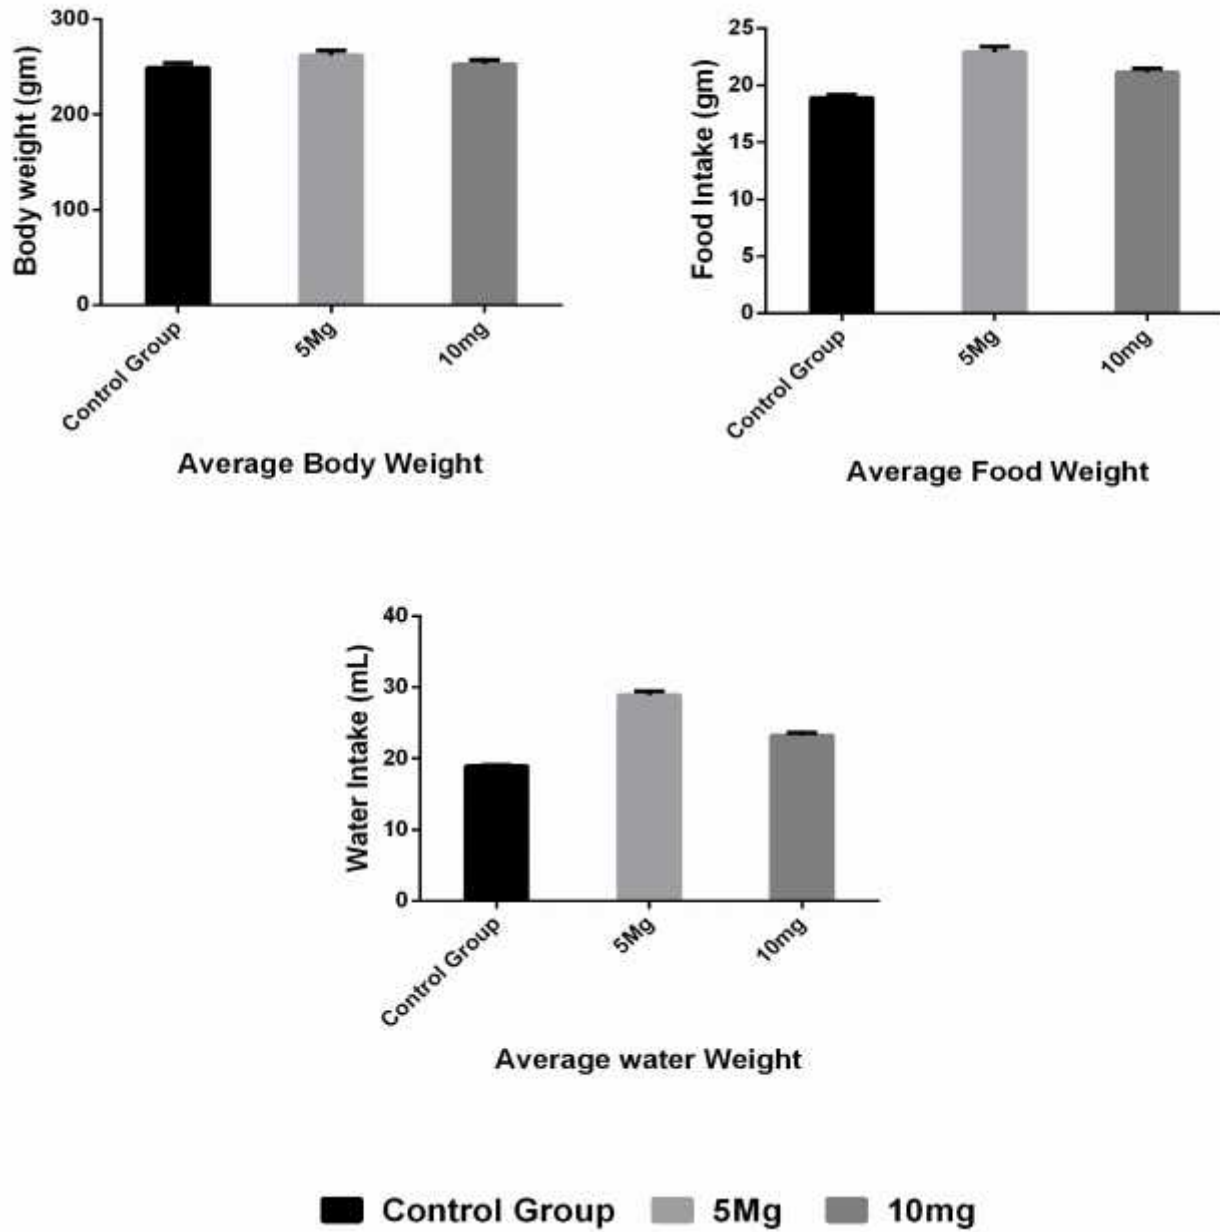 Body weight (gm)
300
200
100
0
Control Group
5Mg
10mg
Average Body Weight
Food Intake (gm)
25
20
15
10
5
0
Control Group
5Mg
10mg
Average Food Weight
Water Intake (mL)
40
30
20
10
0
Control Group
5Mg
10mg
Average water Weight
Control Group 5Mg 10mg